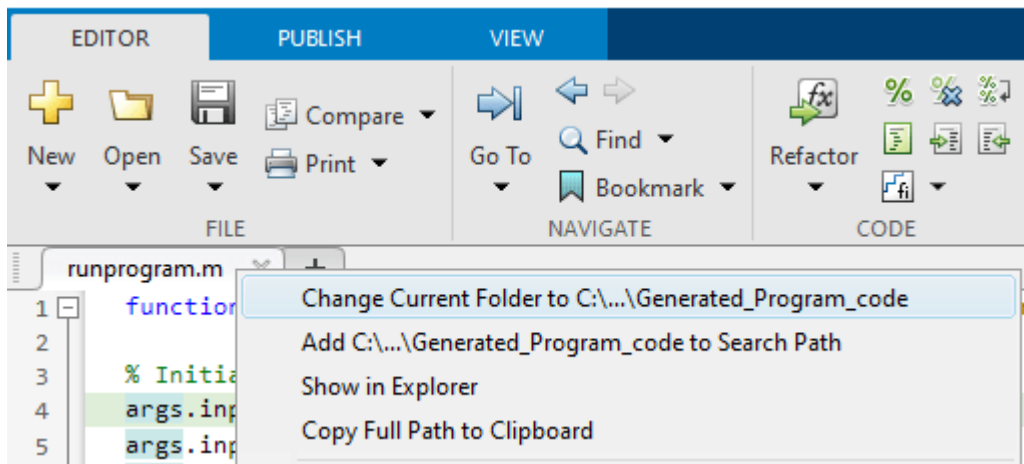 EDITOR PUBLISH VIEW
New Open Save Compare Print
Go To Find Bookmark
Refactor fx % % % fi
FILE NAVIGATE CODE
runprogram.m +
Change Current Folder to C:\...\Generated_Program_code
Add C:\...\Generated_Program_code to Search Path
Show in Explorer
Copy Full Path to Clipboard
1 function
2
3 % Initia
4 args.inp
5 args.inp